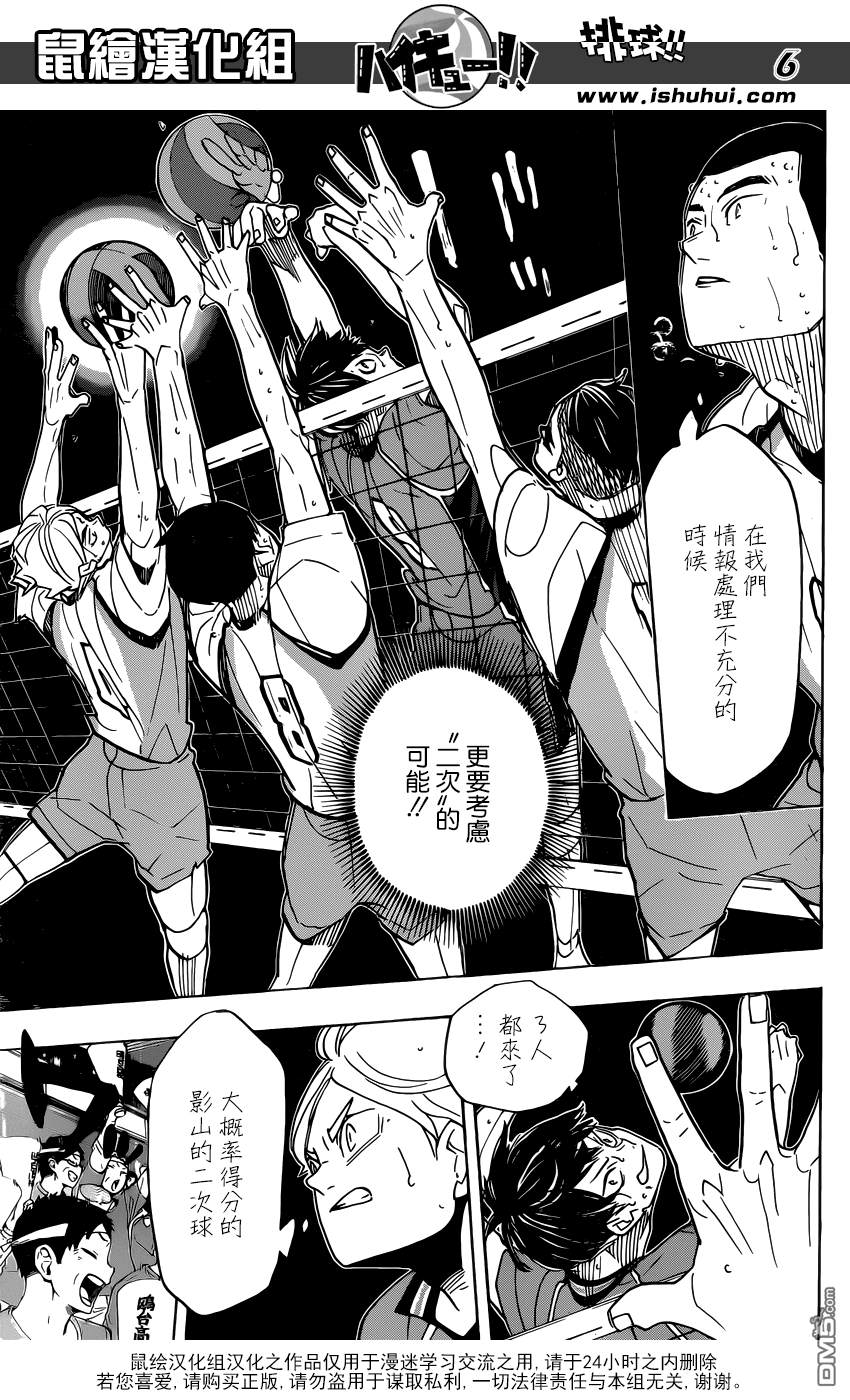 鼠繪漢化組
ハイキュー!!
排球!!
6
www.ishuhui.com
在我們
情報處理不充分的
時候
更要考慮
“二次”的
可能!!
3人
都來了
…!
大概率得分的
影山的二次球
鴎台高
鼠绘汉化组汉化之作品仅用于漫迷学习交流之用, 请于24小时之内删除
若您喜爱, 请购买正版, 请勿盗用于谋取私利, 一切法律责任与本组无关, 谢谢。
DM5.com